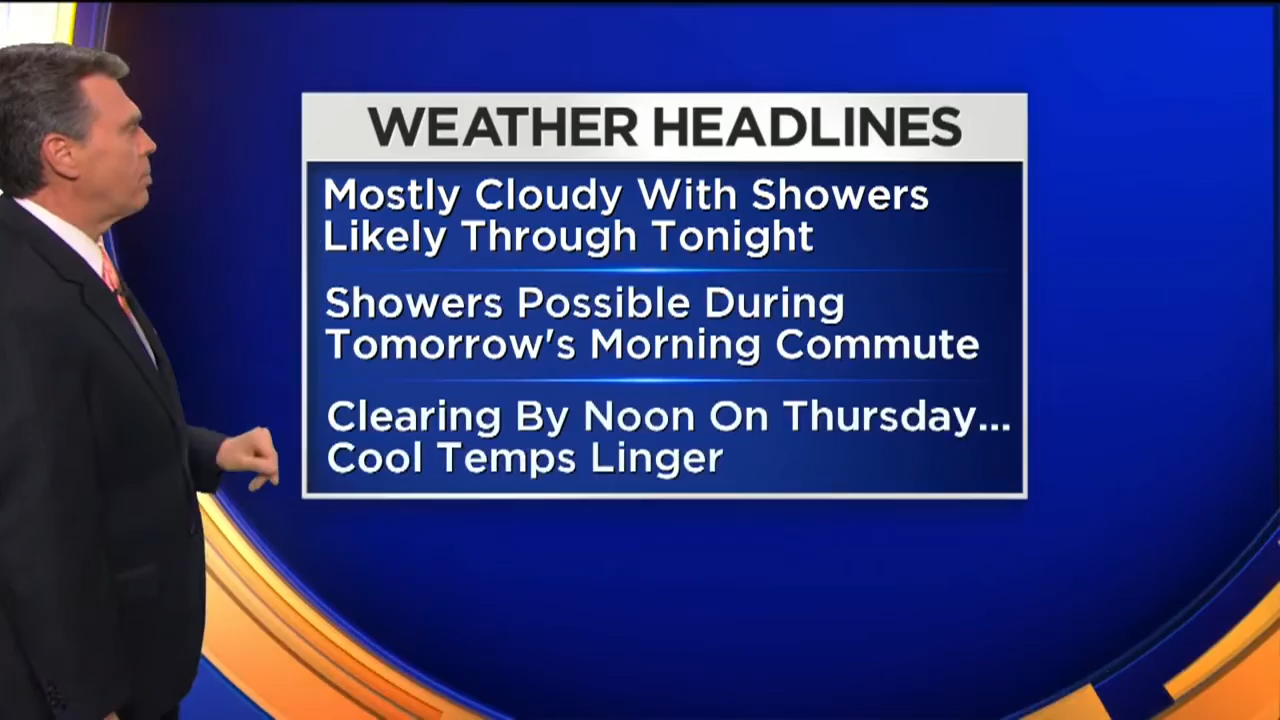 WEATHER HEADLINES
Mostly Cloudy With Showers
Likely Through Tonight
Showers Possible During
Tomorrow's Morning Commute
Clearing By Noon On Thursday...
Cool Temps Linger